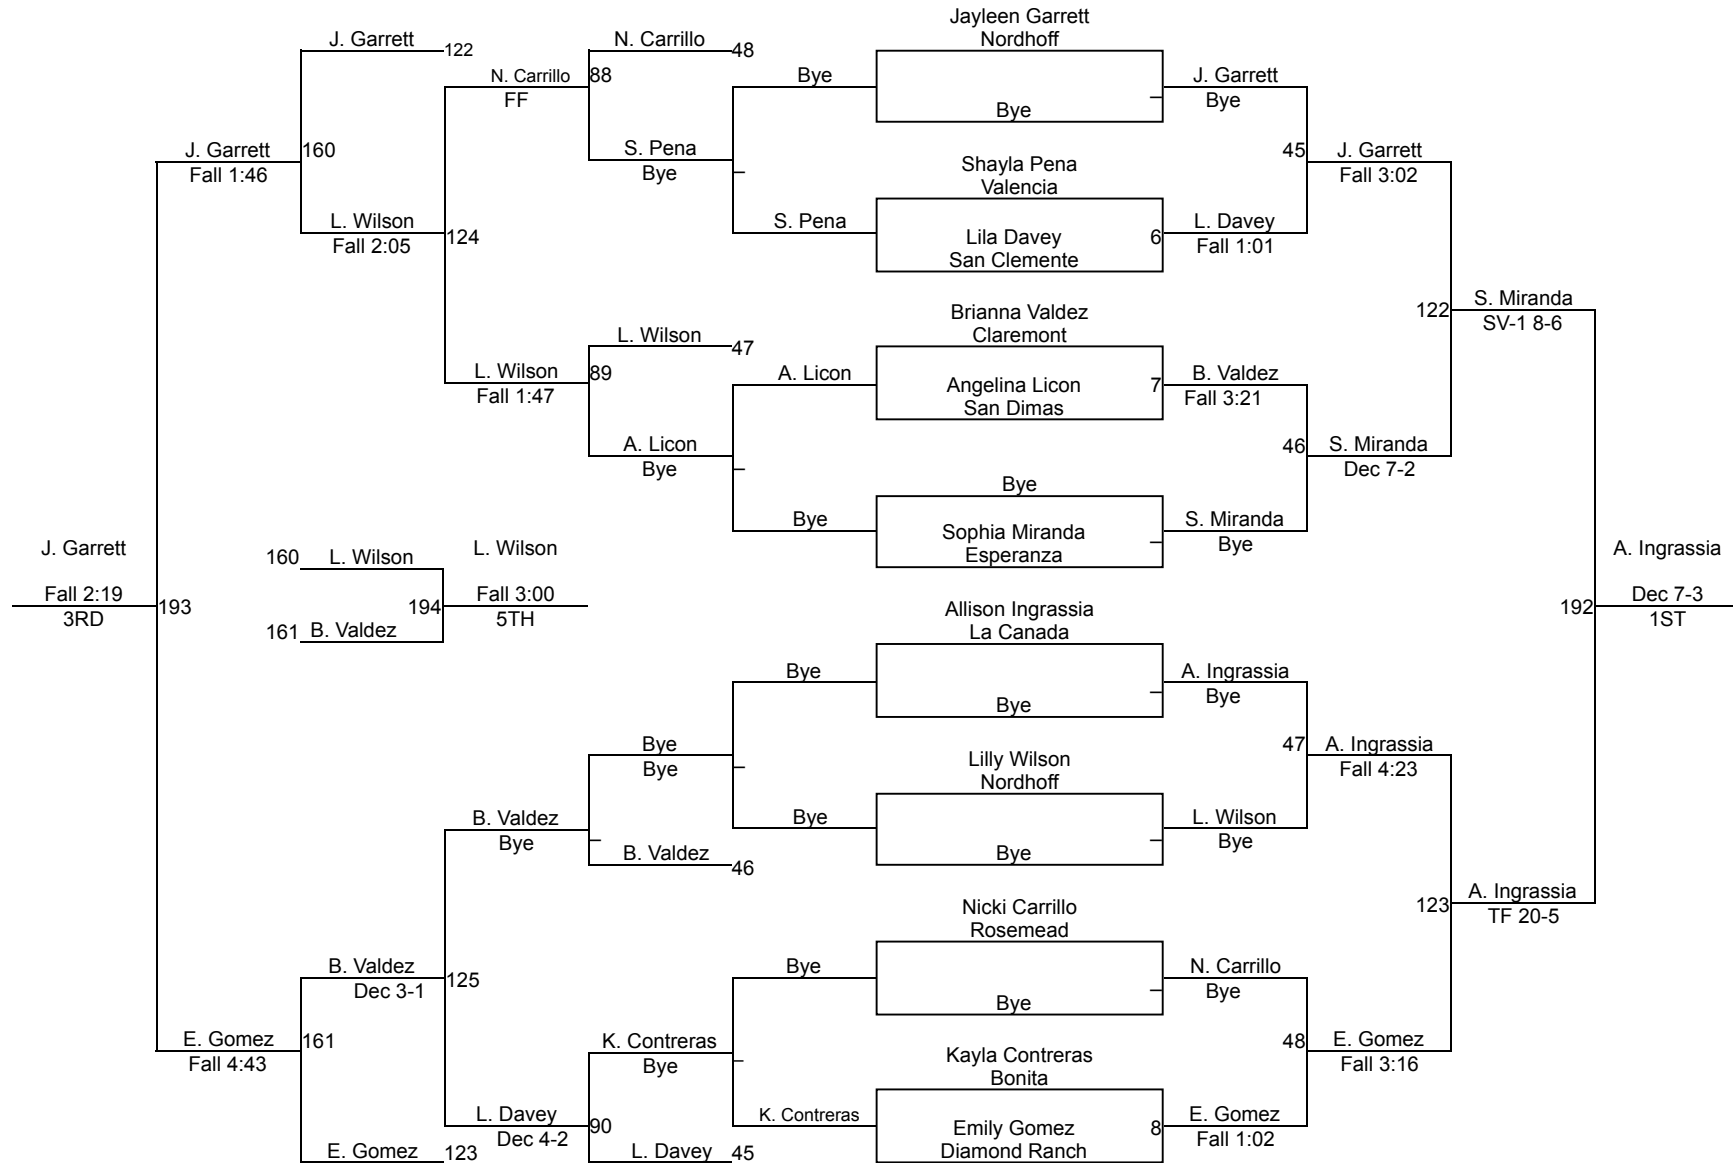 Jayleen Garrett
Nordhoff
J. Garrett
122
N. Carrillo
48
N. Carrillo
88
FF
Bye
Bye
J. Garrett
Bye
S. Pena
Bye
J. Garrett
160
Fall 1:46
45
J. Garrett
Fall 3:02
Shayla Pena
Valencia
L. Wilson
124
Fall 2:05
S. Pena
Lila Davey
6
San Clemente
L. Davey
Fall 1:01
Brianna Valdez
Claremont
122
S. Miranda
SV-1 8-6
L. Wilson
47
L. Wilson
89
Fall 1:47
A. Licon
Angelina Licon
7
San Dimas
B. Valdez
Fall 3:21
A. Licon
Bye
46
S. Miranda
Dec 7-2
Bye
Bye
Sophia Miranda
Esperanza
S. Miranda
Bye
J. Garrett
Fall 2:19
193
3RD
160
L. Wilson
161
B. Valdez
194
L. Wilson
Fall 3:00
5TH
A. Ingrassia
192
Dec 7-3
1ST
Allison Ingrassia
La Canada
Bye
Bye
A. Ingrassia
Bye
Bye
Bye
47
A. Ingrassia
Fall 4:23
Lilly Wilson
Nordhoff
B. Valdez
Bye
Bye
Bye
L. Wilson
Bye
B. Valdez
46
123
A. Ingrassia
TF 20-5
Nicki Carrillo
Rosemead
B. Valdez
125
Dec 3-1
Bye
Bye
N. Carrillo
Bye
E. Gomez
161
Fall 4:43
K. Contreras
Bye
48
E. Gomez
Fall 3:16
Kayla Contreras
Bonita
L. Davey
90
Dec 4-2
K. Contreras
Emily Gomez
8
Diamond Ranch
E. Gomez
Fall 1:02
E. Gomez
123
L. Davey
45